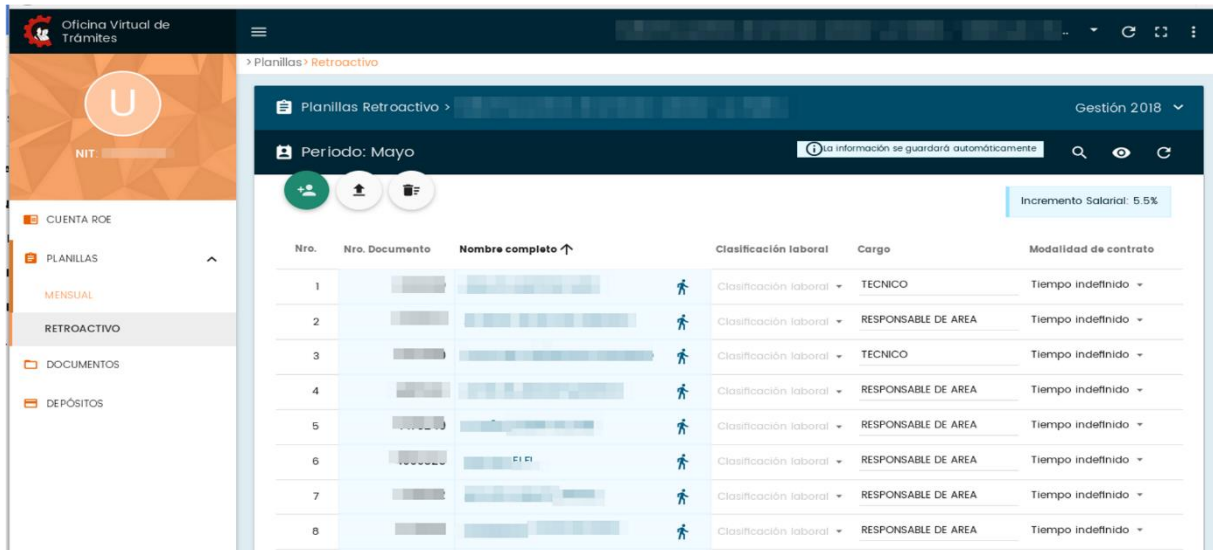 Oficina Virtual de
Trámites
> Planillas > Retroactivo
U
NIT:
Planillas Retroactivo >
Gestión 2018
Periodo: Mayo
La información se guardará automáticamente
Incremento Salarial: 5.5%
CUENTA ROE
PLANILLAS
MENSUAL
RETROACTIVO
DOCUMENTOS
DEPÓSITOS
Nro. Nro. Documento Nombre completo Clasificación laboral Cargo Modalidad de contrato
1 Clasificación laboral TECNICO Tiempo indefinido
2 Clasificación laboral RESPONSABLE DE AREA Tiempo indefinido
3 Clasificación laboral TECNICO Tiempo indefinido
4 Clasificación laboral RESPONSABLE DE AREA Tiempo indefinido
5 Clasificación laboral RESPONSABLE DE AREA Tiempo indefinido
6 Clasificación laboral RESPONSABLE DE AREA Tiempo indefinido
7 Clasificación laboral RESPONSABLE DE AREA Tiempo indefinido
8 Clasificación laboral RESPONSABLE DE AREA Tiempo indefinido